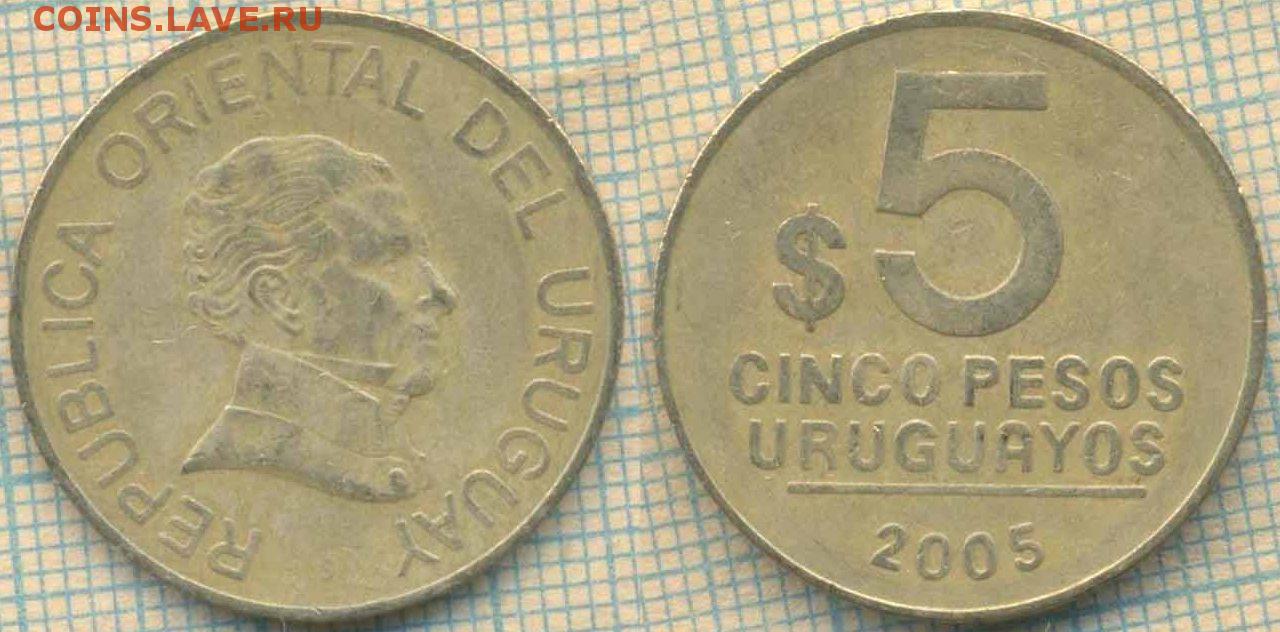 COINS.LAVE.RU
REPUBLICA ORIENTAL DEL URUGUAY
$5
CINCO PESOS
URUGUAYOS
2005